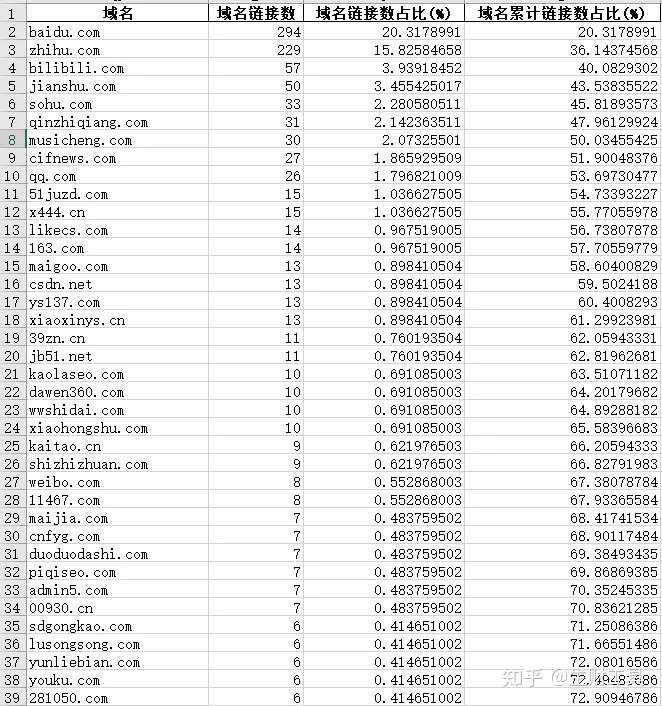 1 域名 域名链接数 域名链接数占比(%) 域名累计链接数占比(%)
2 baidu.com 294 20.3178991 20.3178991
3 zhihu.com 229 15.82584658 36.14374568
4 bilibili.com 57 3.93918452 40.0829302
5 jianshu.com 50 3.455425017 43.53835522
6 sohu.com 33 2.280580511 45.81893573
7 qinzhiqiang.com 31 2.142363511 47.96129924
8 musicheng.com 30 2.07325501 50.03455425
9 cifnews.com 27 1.865929509 51.90048376
10 qq.com 26 1.796821009 53.69730477
11 51juzd.com 15 1.036627505 54.73393227
12 x444.cn 15 1.036627505 55.77055978
13 likecs.com 14 0.967519005 56.73807878
14 163.com 14 0.967519005 57.70559779
15 maigoo.com 13 0.898410504 58.60400829
16 csdn.net 13 0.898410504 59.5024188
17 ys137.com 13 0.898410504 60.4008293
18 xiaoxinys.cn 13 0.898410504 61.29923981
19 39zn.cn 11 0.760193504 62.05943331
20 jb51.net 11 0.760193504 62.81962681
21 kaolaseo.com 10 0.691085003 63.51071182
22 dawen360.com 10 0.691085003 64.20179682
23 wwshidai.com 10 0.691085003 64.89288182
24 xiaohongshu.com 10 0.691085003 65.58396683
25 kaitao.cn 9 0.621976503 66.20594333
26 shizhizhuan.com 9 0.621976503 66.82791983
27 weibo.com 8 0.552868003 67.38078784
28 11467.com 8 0.552868003 67.93365584
29 maijia.com 7 0.483759502 68.41741534
30 cnfyg.com 7 0.483759502 68.90117484
31 duoduodashi.com 7 0.483759502 69.38493435
32 piqiseo.com 7 0.483759502 69.86869385
33 admin5.com 7 0.483759502 70.35245335
34 00930.cn 7 0.483759502 70.83621285
35 sdgongkao.com 6 0.414651002 71.25086386
36 lusongsong.com 6 0.414651002 71.66551486
37 yunliebian.com 6 0.414651002 72.08016586
38 youku.com 6 0.414651002
39 281050.com 6 0.414651002 72.90946786
知乎